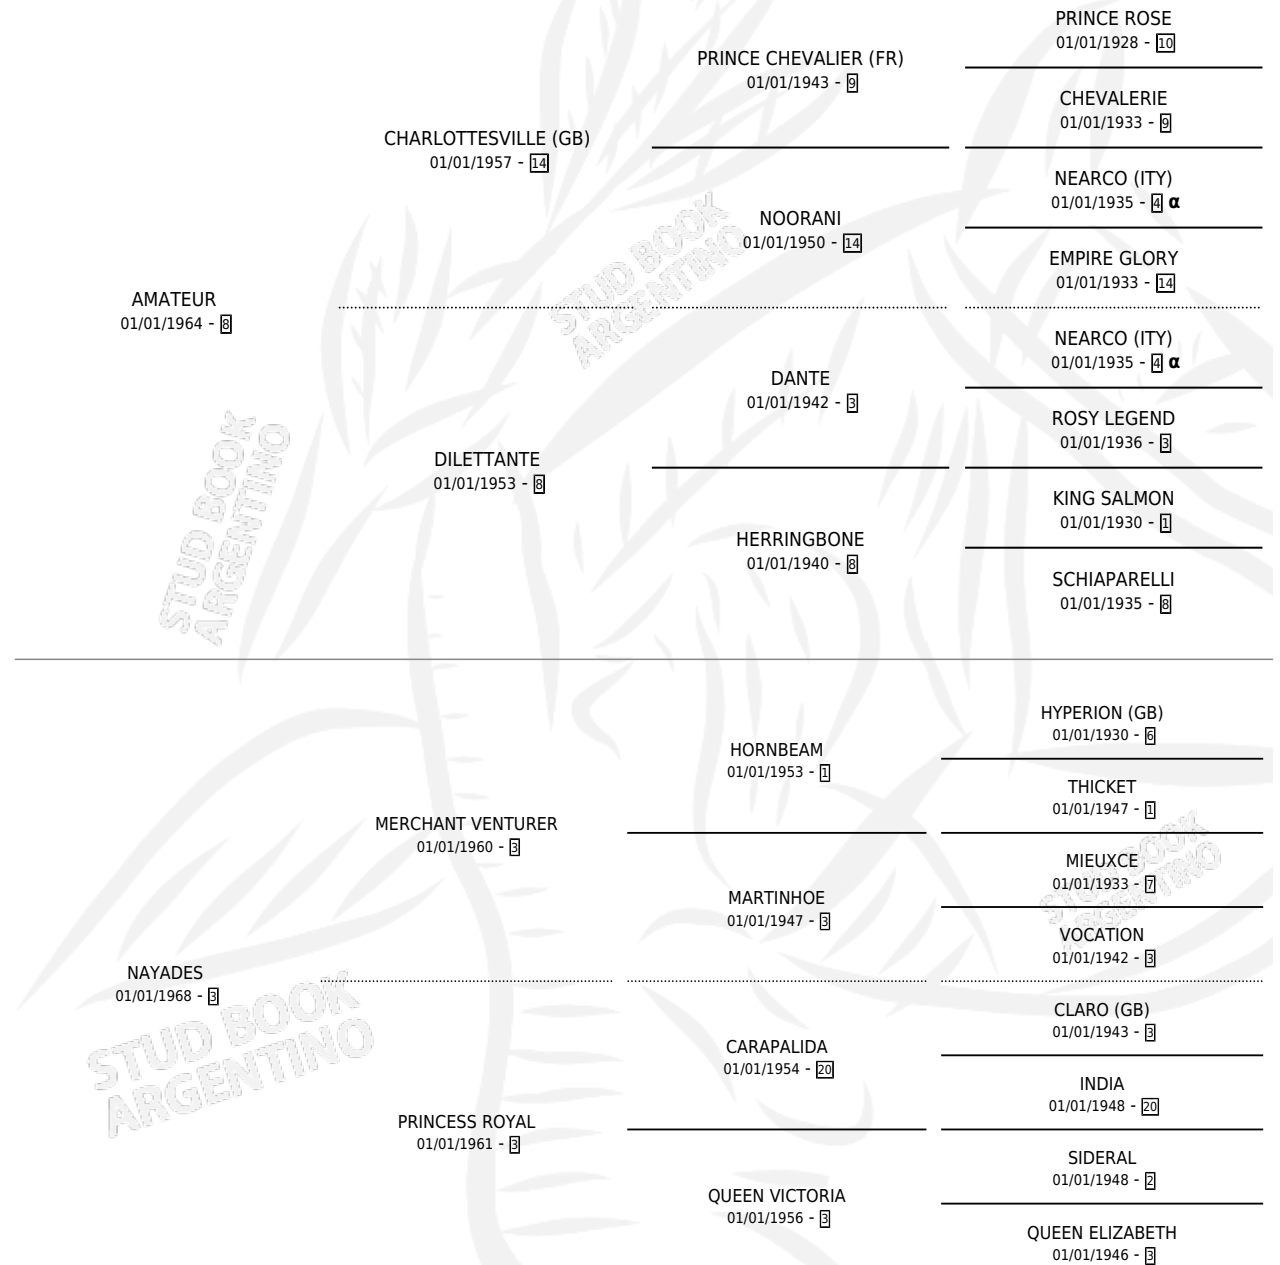 PRINCE ROSE
01/01/1928 - 10
PRINCE CHEVALIER (FR)
01/01/1943 - 9
CHEVALERIE
01/01/1933 - 9
CHARLOTTESVILLE (GB)
01/01/1957 - 14
NEARCO (ITY)
01/01/1935 - 4 α
NOORANI
01/01/1950 - 14
EMPIRE GLORY
01/01/1933 - 14
STUD BOOK
ARGENTINO
AMATEUR
01/01/1964 - 8
NEARCO (ITY)
01/01/1935 - 4 α
DANTE
01/01/1942 - 3
ROSY LEGEND
01/01/1936 - 3
DILETTANTE
01/01/1953 - 8
KING SALMON
01/01/1930 - 1
HERRINGBONE
01/01/1940 - 8
SCHIAPARELLI
01/01/1935 - 8
STUD BOOK
ARGENTINO
HYPERION (GB)
01/01/1930 - 6
HORNBEAM
01/01/1953 - 1
THICKET
01/01/1947 - 1
MERCHANT VENTURER
01/01/1960 - 3
MIEUXCE
01/01/1933 - 7
MARTINHOE
01/01/1947 - 3
VOCATION
01/01/1942 - 3
STUD BOOK
ARGENTINO
NAYADES
01/01/1968 - 3
CLARO (GB)
01/01/1943 - 3
CARAPALIDA
01/01/1954 - 20
INDIA
01/01/1948 - 20
STUD BOOK
ARGENTINO
PRINCESS ROYAL
01/01/1961 - 3
SIDERAL
01/01/1948 - 2
QUEEN VICTORIA
01/01/1956 - 3
QUEEN ELIZABETH
01/01/1946 - 3